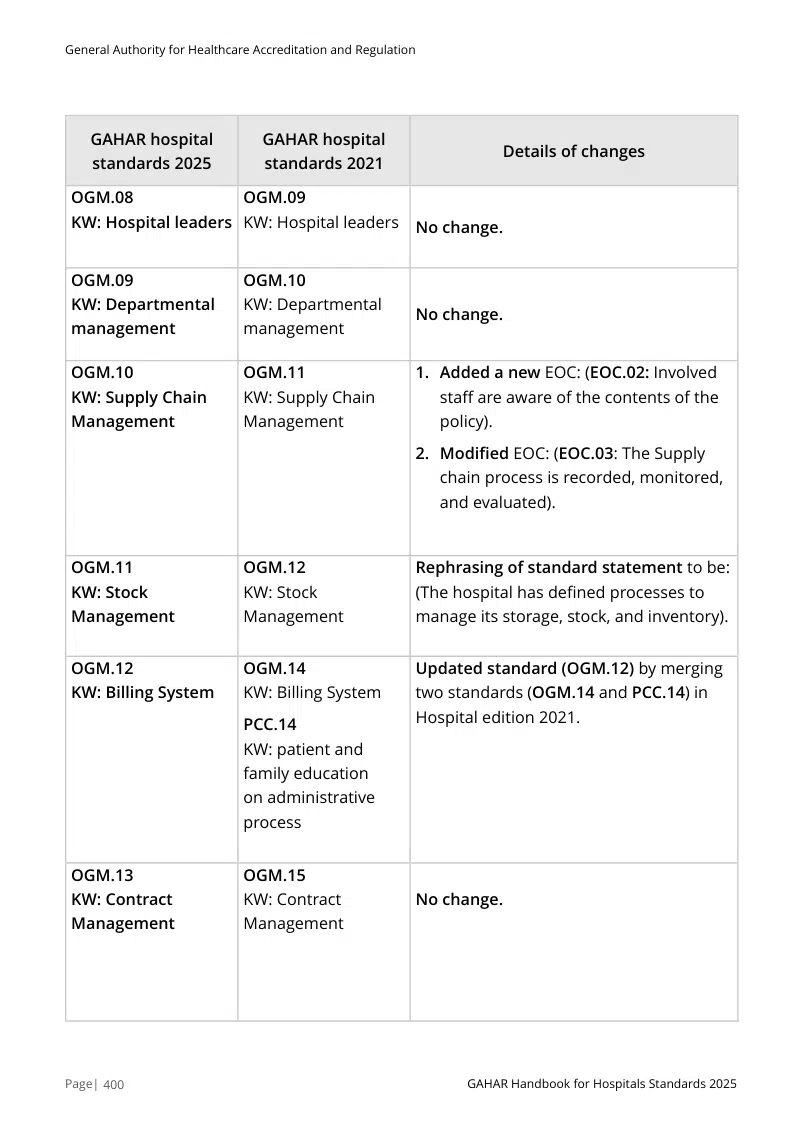 General Authority for Healthcare Accreditation and Regulation
GAHAR hospital
standards 2025
GAHAR hospital
standards 2021
Details of changes
OGM.08
KW: Hospital leaders
OGM.09
KW: Hospital leaders
No change.
OGM.09
KW: Departmental
management
OGM.10
KW: Departmental
management
No change.
OGM.10
KW: Supply Chain
Management
OGM.11
KW: Supply Chain
Management
1. Added a new EOC: (EOC.02: Involved
staff are aware of the contents of the
policy).
2. Modified EOC: (EOC.03: The Supply
chain process is recorded, monitored,
and evaluated).
OGM.11
KW: Stock
Management
OGM.12
KW: Stock
Management
Rephrasing of standard statement to be:
(The hospital has defined processes to
manage its storage, stock, and inventory).
OGM.12
KW: Billing System
OGM.14
KW: Billing System
PCC.14
KW: patient and
family education
on administrative
process
Updated standard (OGM.12) by merging
two standards (OGM.14 and PCC.14) in
Hospital edition 2021.
OGM.13
KW: Contract
Management
OGM.15
KW: Contract
Management
No change.
Page| 400
GAHAR Handbook for Hospitals Standards 2025